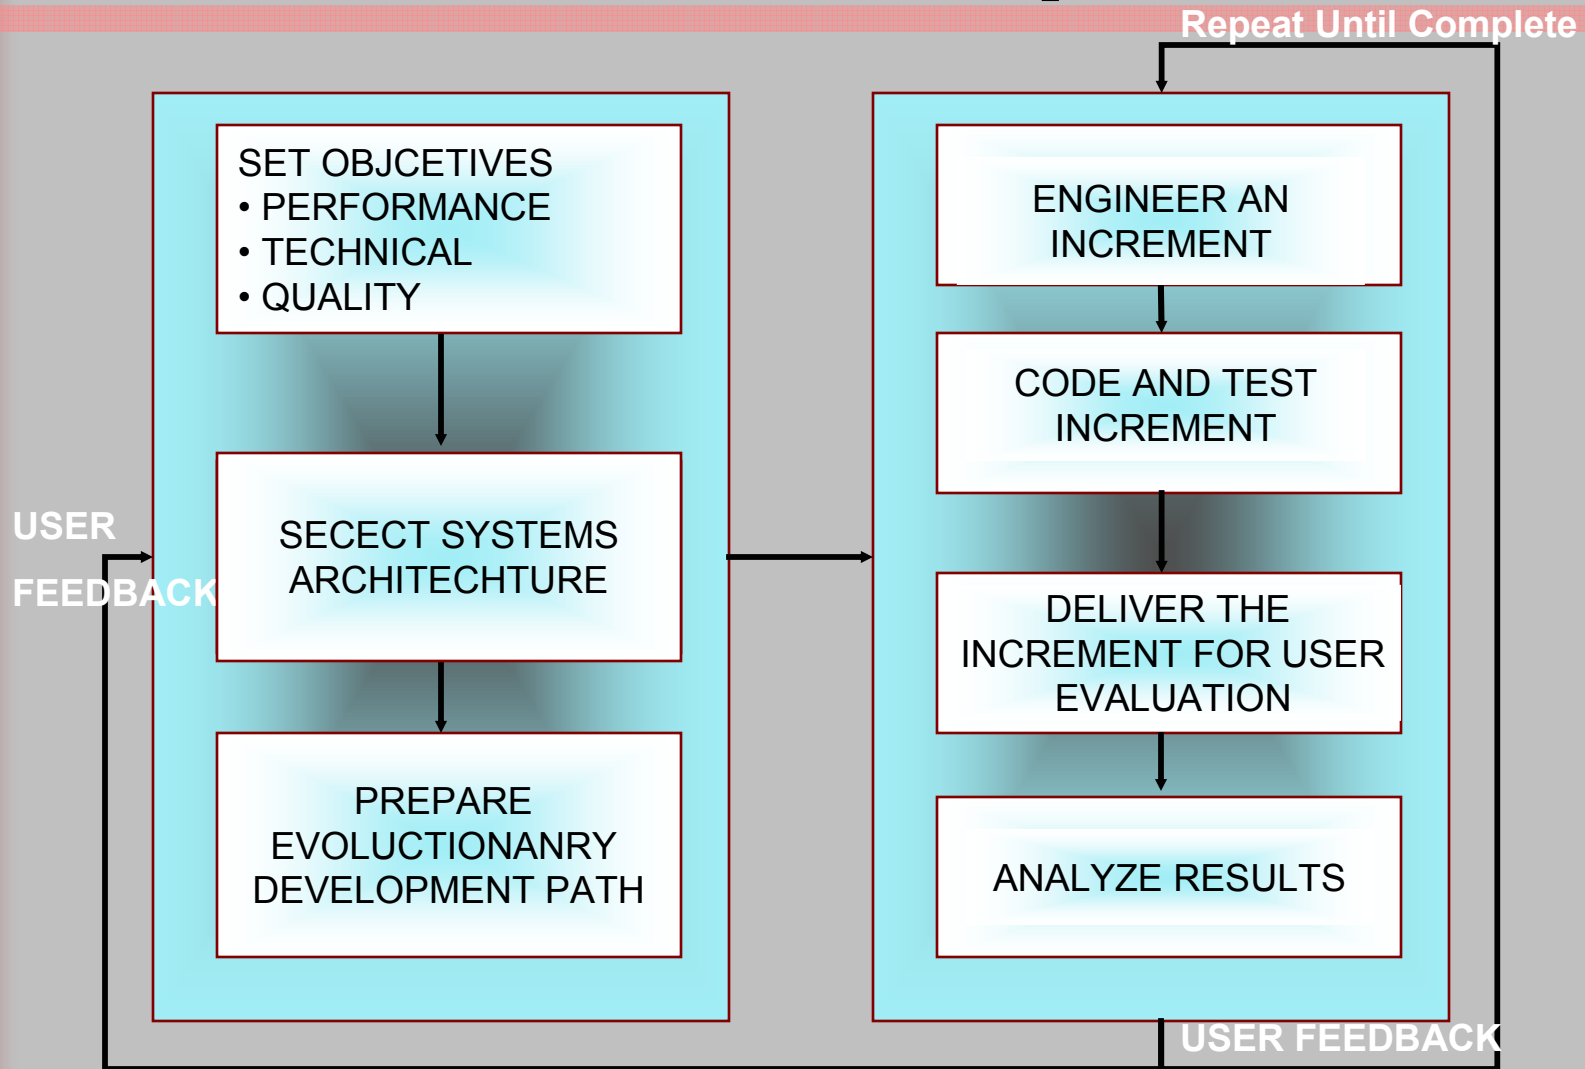 Repeat Until Complete
SET OBJCETIVES
• PERFORMANCE
• TECHNICAL
• QUALITY
SECECT SYSTEMS
ARCHITECHTURE
PREPARE
EVOLUCTIONANRY
DEVELOPMENT PATH
USER
FEEDBACK
ENGINEER AN
INCREMENT
CODE AND TEST
INCREMENT
DELIVER THE
INCREMENT FOR USER
EVALUATION
ANALYZE RESULTS
USER FEEDBACK